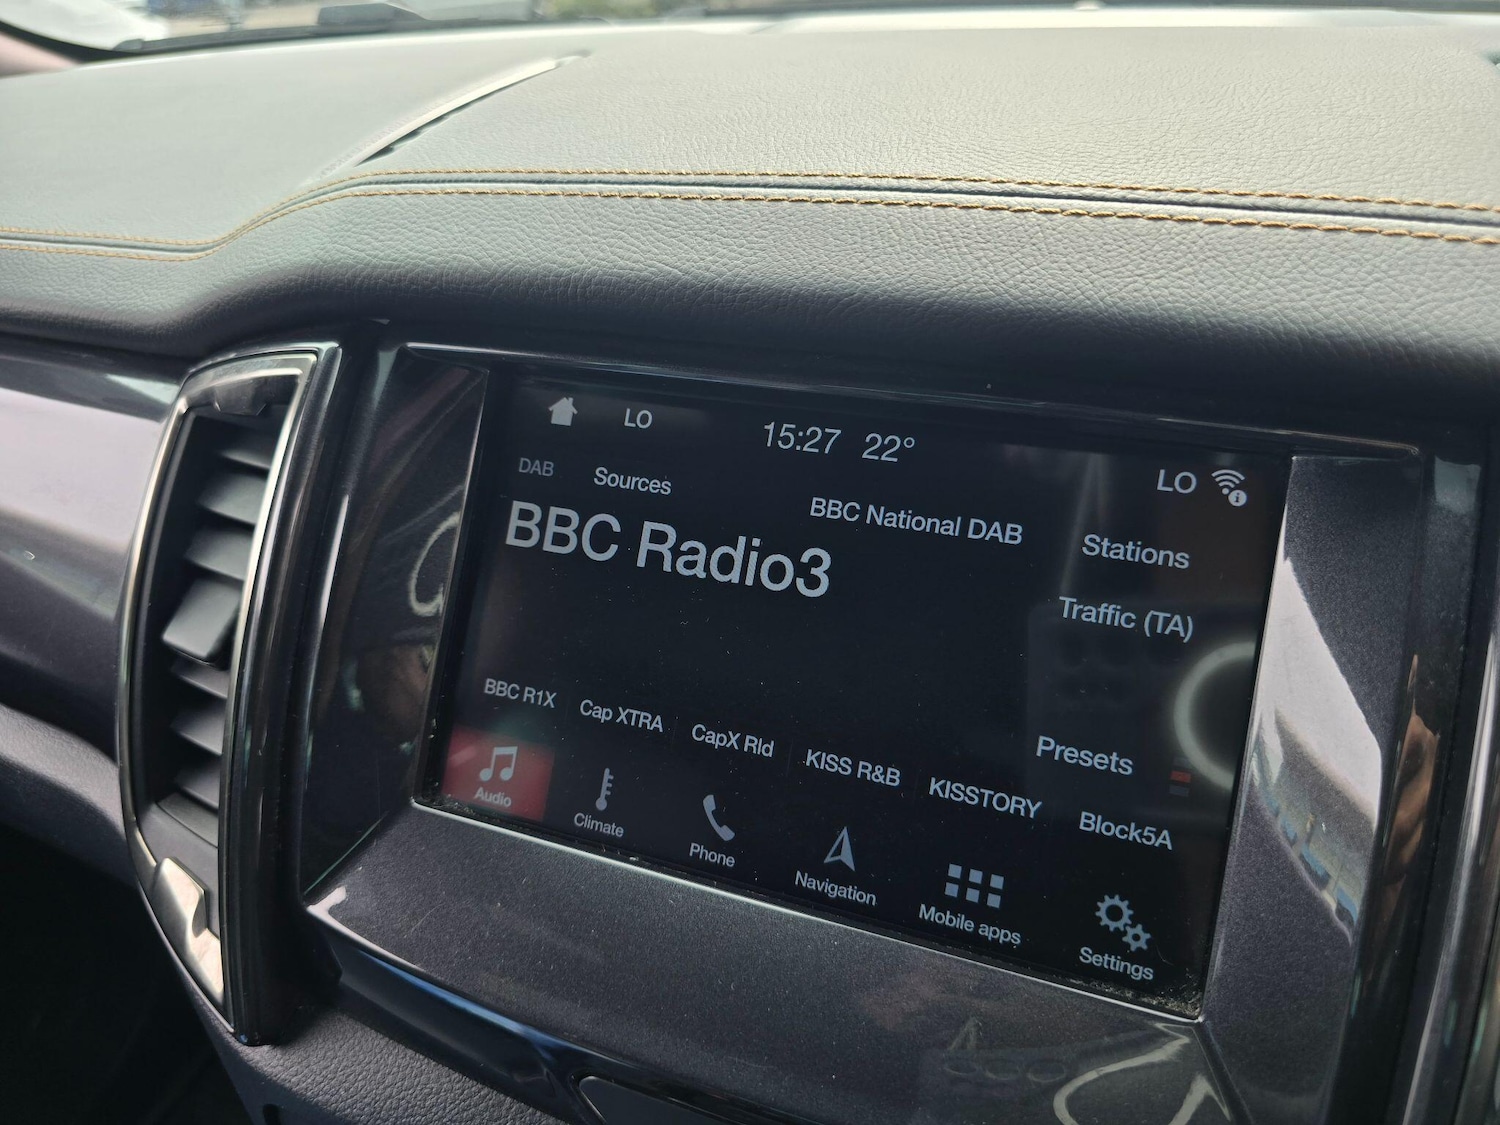 LO 15:27 22° LO
DAB Sources BBC National DAB
BBC Radio3
Stations
Traffic (TA)
Presets
BBC R1X Cap XTRA CapX Rld KISS R&B KISSTORY Block5A
Audio Climate Phone Navigation Mobile apps Settings